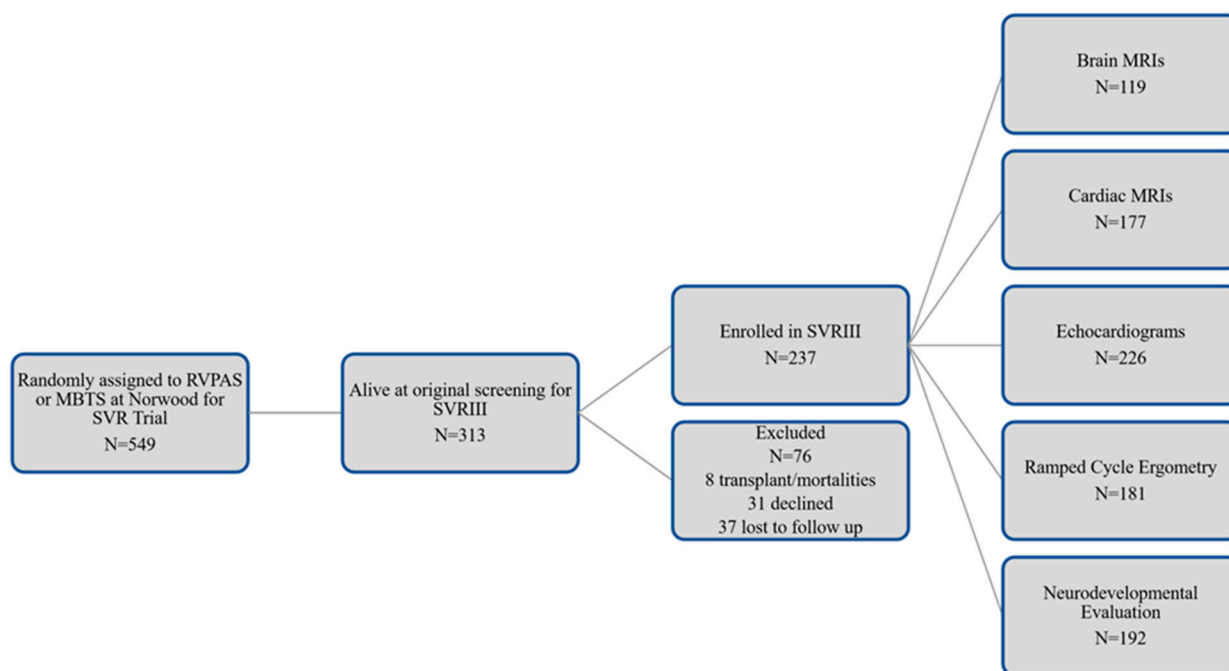 Randomly assigned to RVPAS
or MBTS at Norwood for
SVR Trial
N=549
Alive at original screening for
SVRIII
N=313
Enrolled in SVRIII
N=237
Excluded
N=76
8 transplant/mortalities
31 declined
37 lost to follow up
Brain MRIs
N=119
Cardiac MRIs
N=177
Echocardiograms
N=226
Ramped Cycle Ergometry
N=181
Neurodevelopmental
Evaluation
N=192